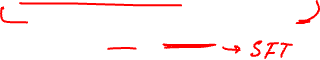 → SFT